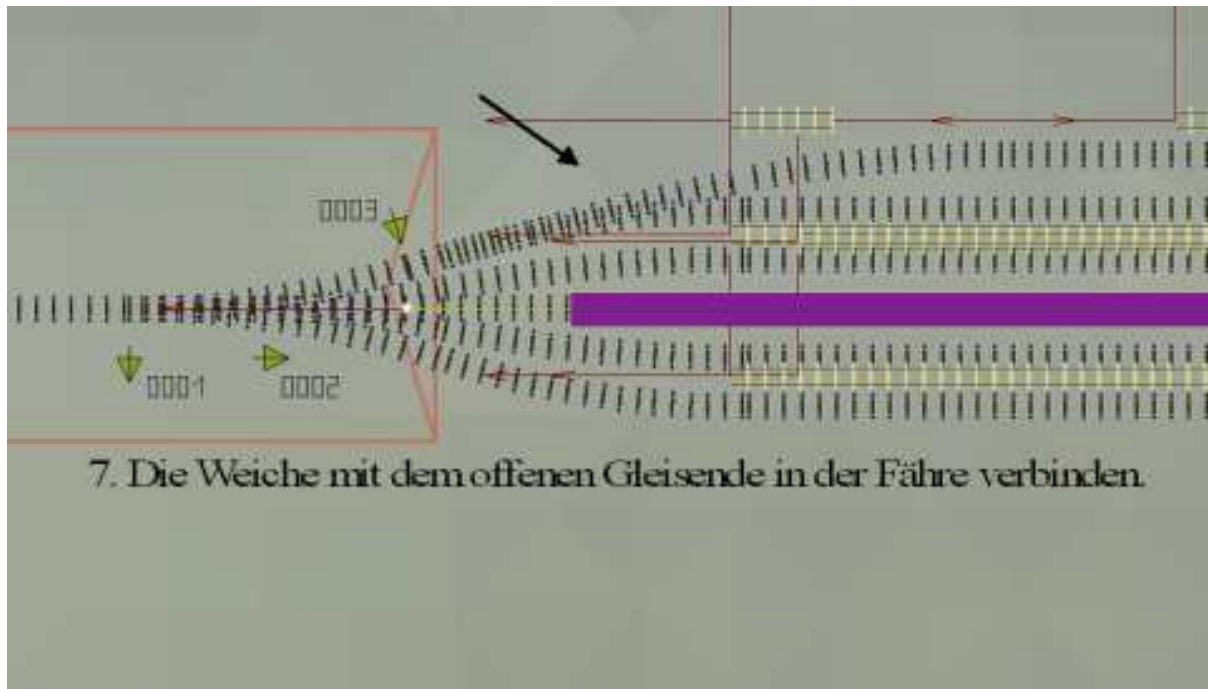 0003
0001 0002
7. Die Weiche mit dem offenen Gleisende in der Fähre verbinden.